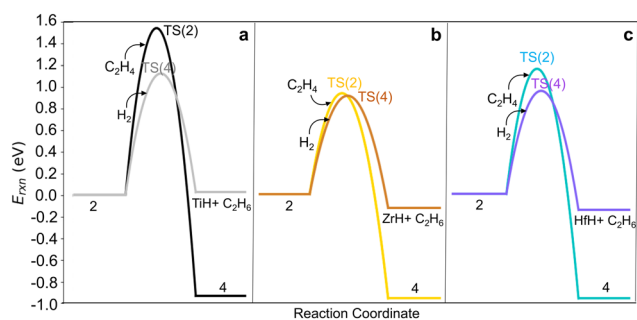 1.6
1.4
1.2
1.0
0.8
0.6
0.4
0.2
0.0
-0.2
-0.4
-0.6
-0.8
-1.0
E_rxn (eV)
a
TS(2)
C₂H₄
TS(4)
H₂
2
TiH+ C₂H₆
4
b
TS(2)
C₂H₄
TS(4)
H₂
2
ZrH+ C₂H₆
4
c
TS(2)
TS(4)
C₂H₄
H₂
2
HfH+ C₂H₆
4
Reaction Coordinate